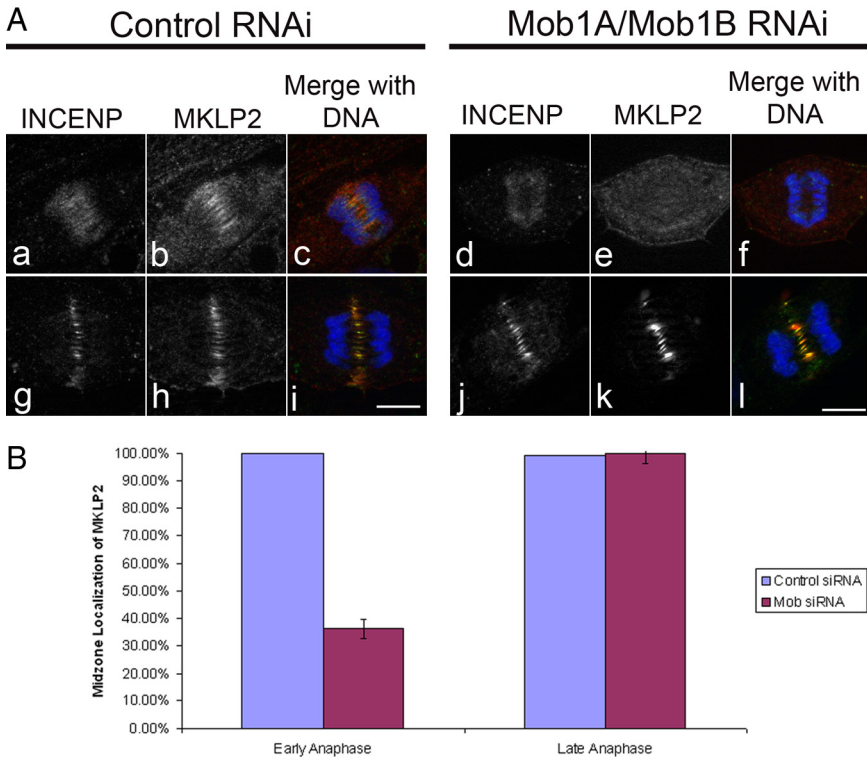 A
Control RNAi
Mob1A/Mob1B RNAi
INCENP
MKLP2
Merge with
DNA
INCENP
MKLP2
Merge with
DNA
a
b
c
d
e
f
g
h
i
j
k
l
B
Midzone Localization of MKLP2
100.00%
90.00%
80.00%
70.00%
60.00%
50.00%
40.00%
30.00%
20.00%
10.00%
0.00%
Early Anaphase
Late Anaphase
Control siRNA
Mob siRNA